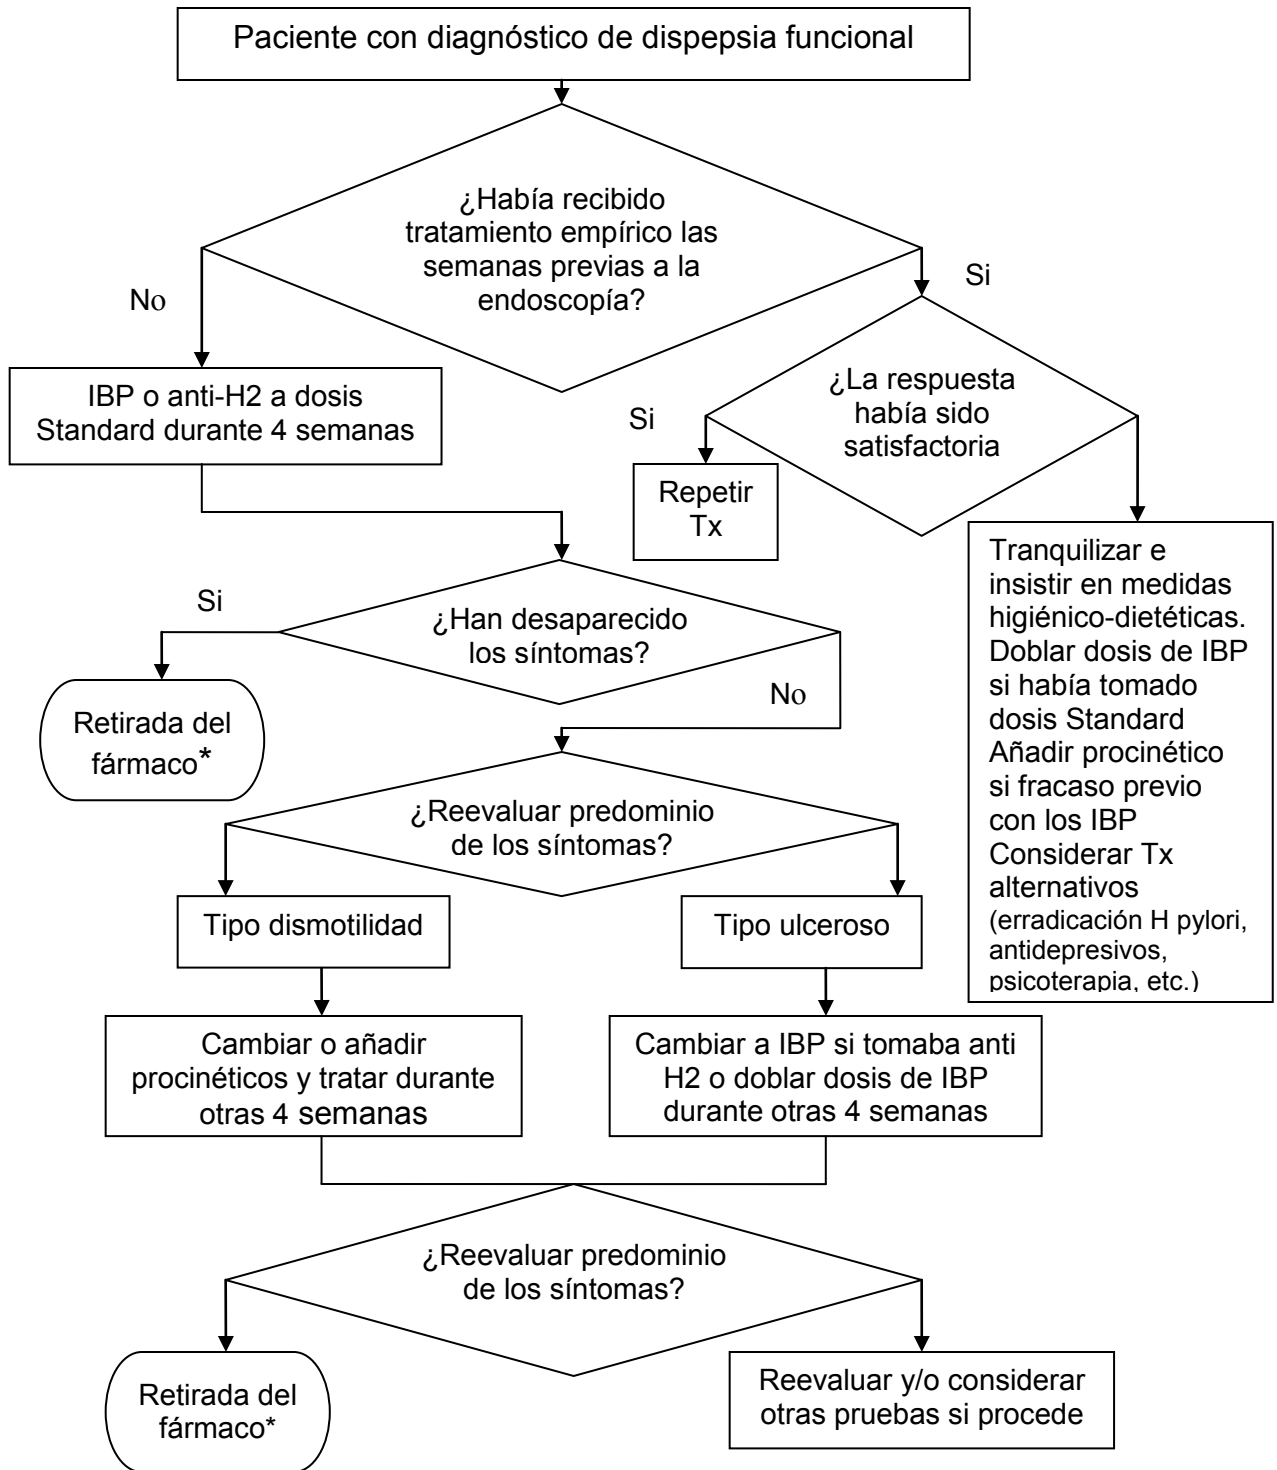 Paciente con diagnóstico de dispepsia funcional
¿Había recibido
tratamiento empírico las
semanas previas a la
endoscopía?
No
Si
IBP o anti-H2 a dosis
Standard durante 4 semanas
¿La respuesta
había sido
satisfactoria
Si
Repetir
Tx
Tranquilizar e
insistir en medidas
higiénico-dietéticas.
Doblar dosis de IBP
si había tomado
dosis Standard
Añadir procinético
si fracaso previo
con los IBP
Considerar Tx
alternativos
(erradicación H pylori,
antidepresivos,
psicoterapia, etc.)
¿Han desaparecido
los síntomas?
Si
No
Retirada del
fármaco*
¿Reevaluar predominio
de los síntomas?
Tipo dismotilidad
Tipo ulceroso
Cambiar o añadir
procinéticos y tratar durante
otras 4 semanas
Cambiar a IBP si tomaba anti
H2 o doblar dosis de IBP
durante otras 4 semanas
¿Reevaluar predominio
de los síntomas?
Retirada del
fármaco*
Reevaluar y/o considerar
otras pruebas si procede